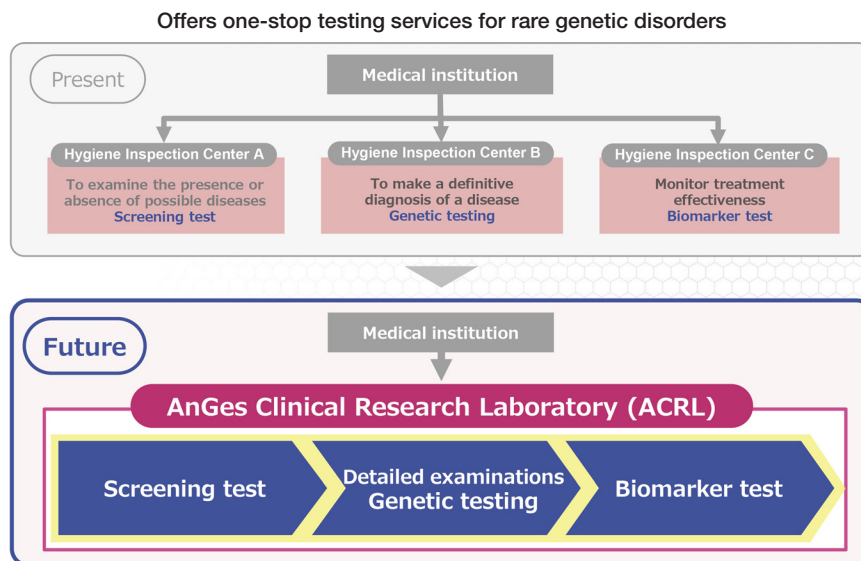 Offers one-stop testing services for rare genetic disorders
Present
Medical institution
Hygiene Inspection Center A
To examine the presence or
absence of possible diseases
Screening test
Hygiene Inspection Center B
To make a definitive
diagnosis of a disease
Genetic testing
Hygiene Inspection Center C
Monitor treatment
effectiveness
Biomarker test
Future
Medical institution
AnGes Clinical Research Laboratory (ACRL)
Screening test
Detailed examinations
Genetic testing
Biomarker test